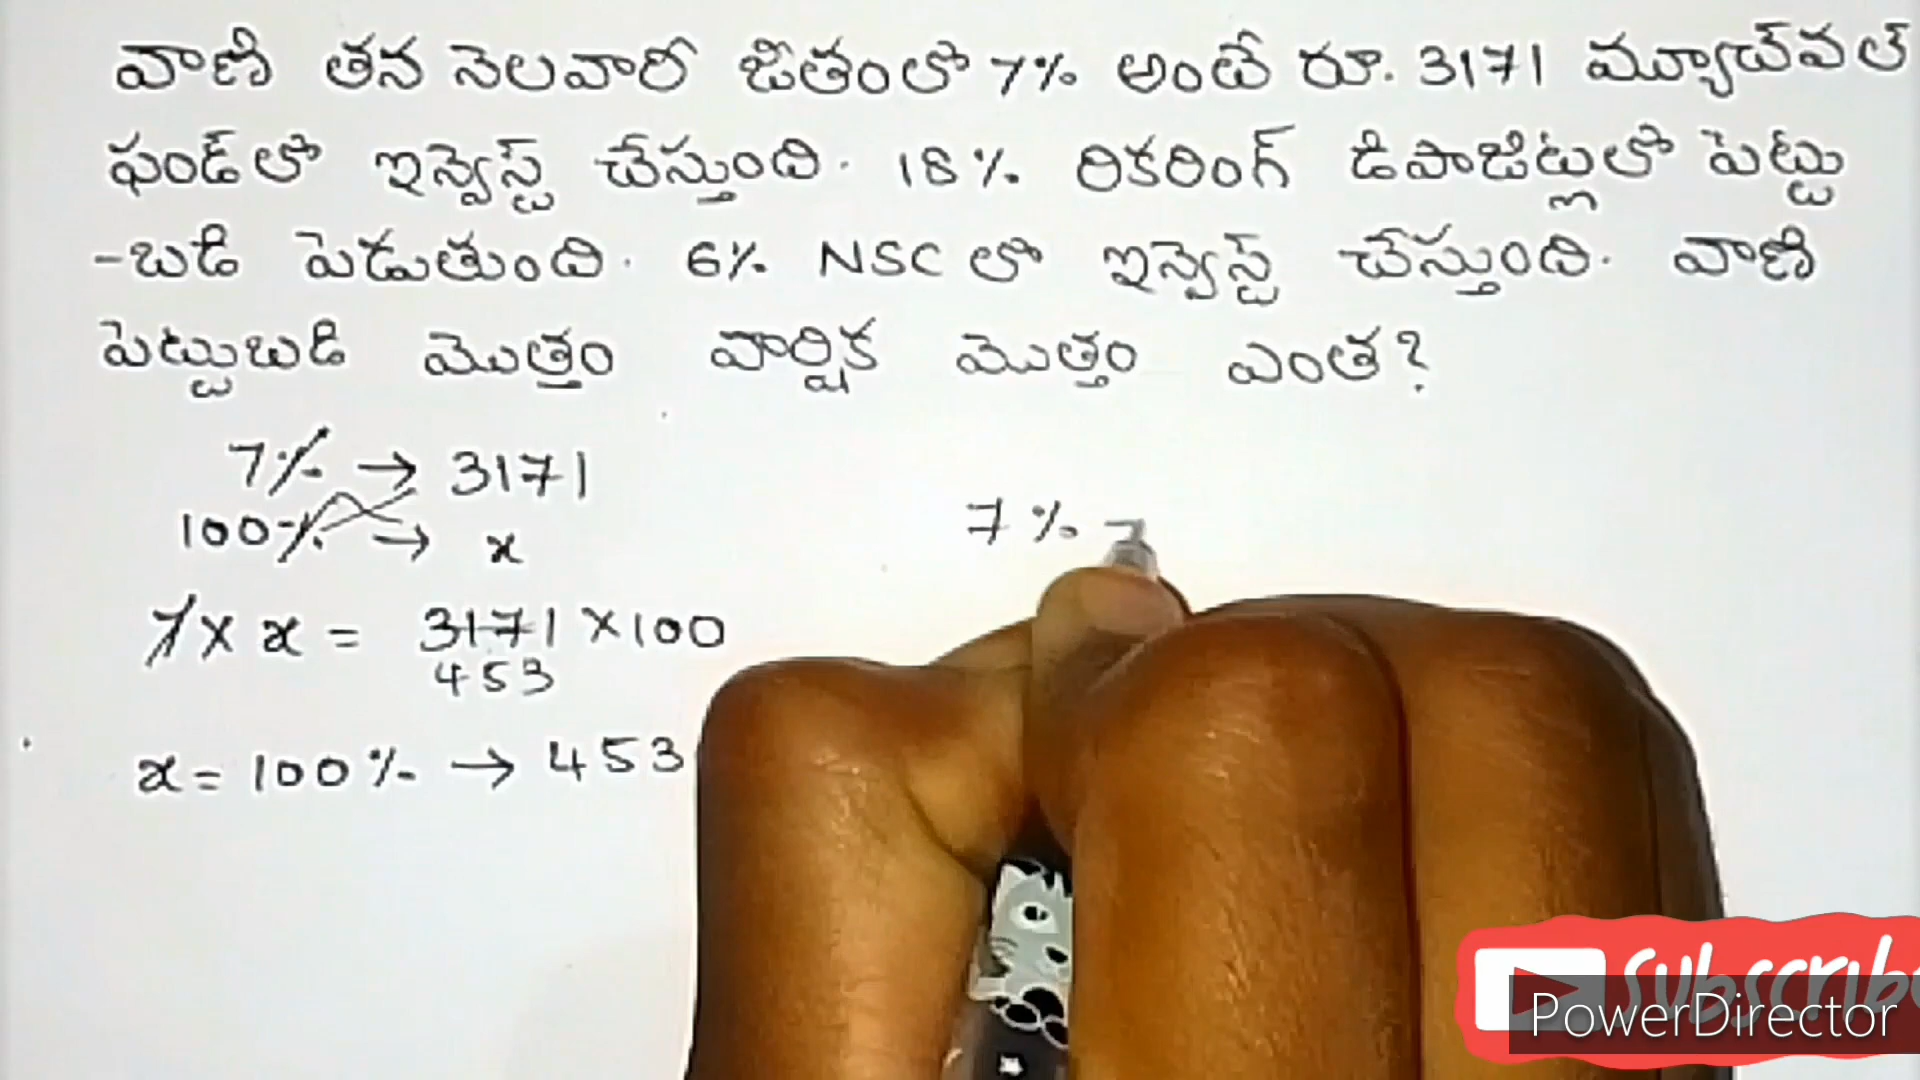 వాణి తన నెలవారీ జీతంలో 7% అంటే రూ. 3171 మ్యూచ్‌వల్
ఫండ్‌లో ఇన్వెస్ట్ చేస్తుంది. 18% రికరింగ్ డిపాజిట్లులో పెట్టు
-బడి పెడుతుంది. 6% NSC లో ఇన్వెస్ట్ చేస్తుంది. వాణి
పెట్టుబడి మొత్తం వార్షిక మొత్తం ఎంత?
7% → 3171
100% → x
7% -
7 × x = 3171 × 100
453
x = 100% → 453
Subscribe
PowerDirector